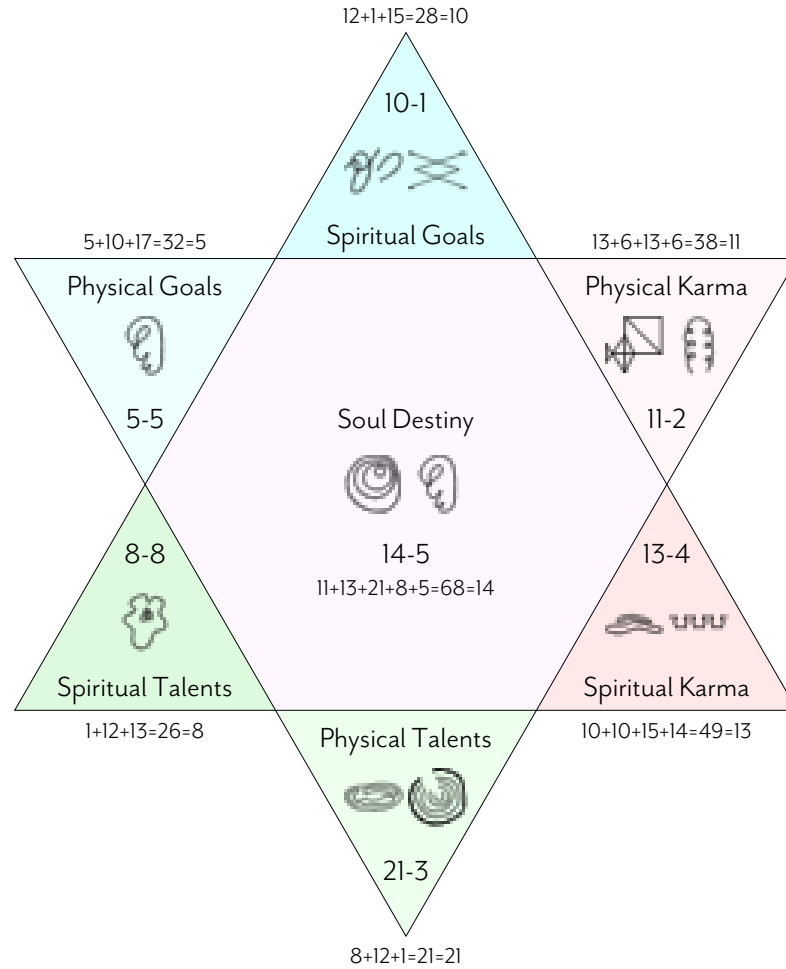 12+1+15=28=10
10-1
Spiritual Goals
5+10+17=32=5
Physical Goals
5-5
13+6+13+6=38=11
Physical Karma
11-2
Soul Destiny
14-5
11+13+21+8+5=68=14
8-8
Spiritual Talents
1+12+13=26=8
13-4
Spiritual Karma
10+10+15+14=49=13
Physical Talents
21-3
8+12+1=21=21